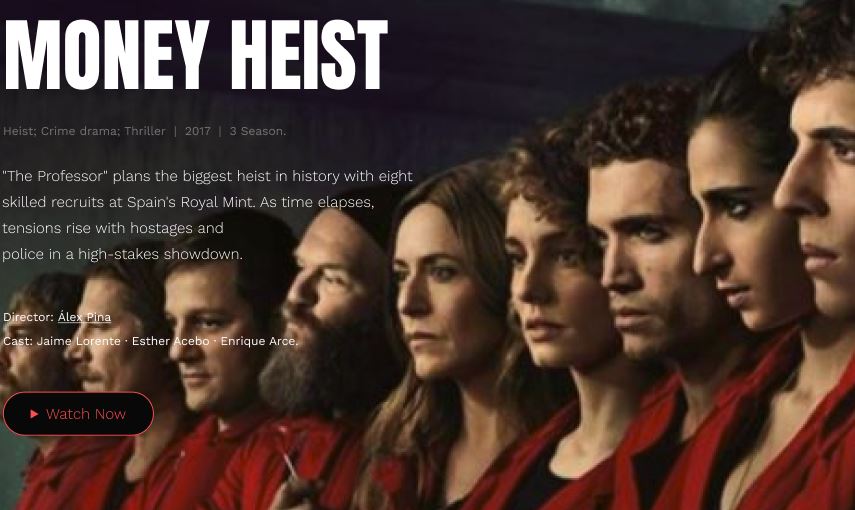 MONEY HEIST
Heist; Crime drama; Thriller | 2017 | 3 Season.
"The Professor" plans the biggest heist in history with eight
skilled recruits at Spain's Royal Mint. As time elapses,
tensions rise with hostages and
police in a high-stakes showdown.
Director: Álex Pina
Cast: Jaime Lorente · Esther Acebo · Enrique Arce.
Watch Now